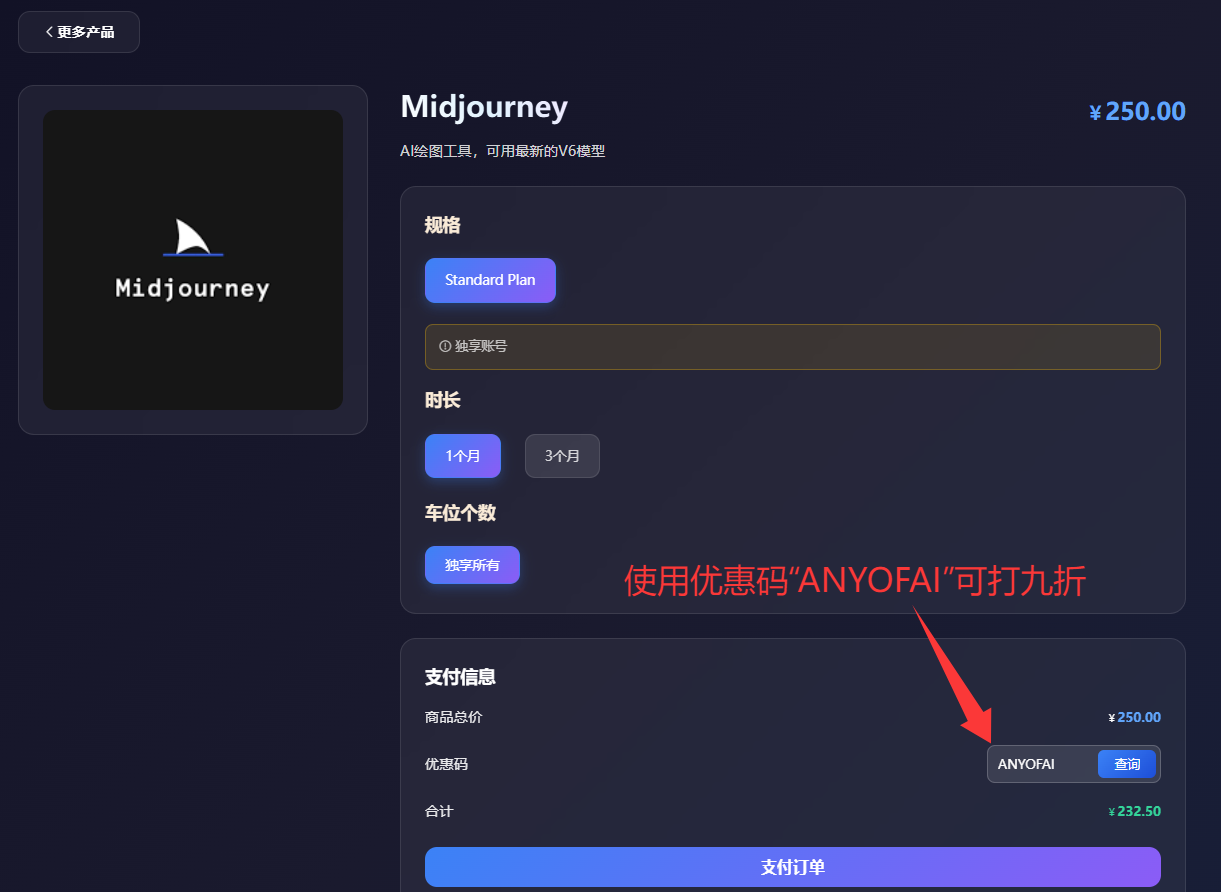 更多产品
Midjourney
Midjourney
¥250.00
AI绘图工具，可用最新的V6模型
规格
Standard Plan
独享账号
时长
1个月
3个月
车位个数
独享所有
使用优惠码“ANYOFAI”可打九折
支付信息
商品总价
¥250.00
优惠码
ANYOFAI
查询
合计
¥232.50
支付订单